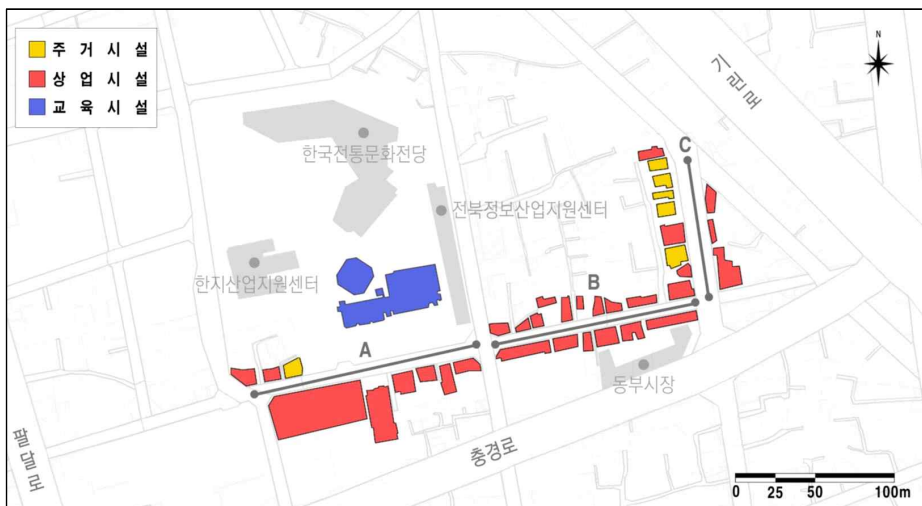 주거시설
상업시설
교육시설
N
기린로
한국전통문화전당
C
전북정보산업지원센터
한지산업지원센터
B
A
동부시장
팔달로
충경로
0 25 50 100m